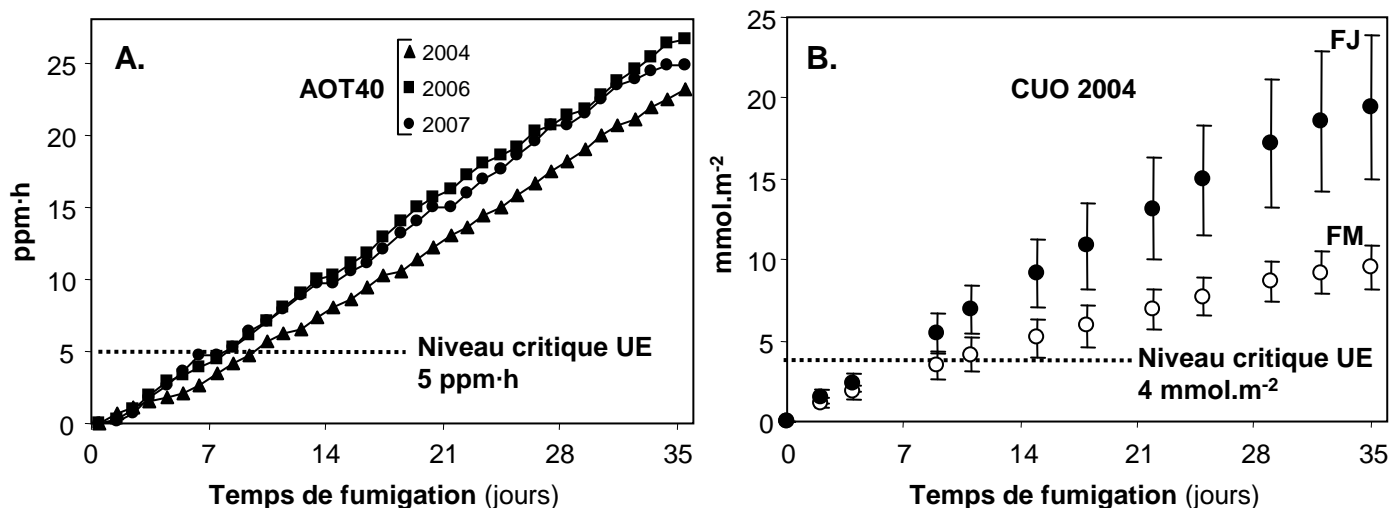 A.
AOT40
2004
2006
2007
25
20
15
10
5
0
ppm·h
Niveau critique UE
5 ppm·h
0 7 14 21 28 35
Temps de fumigation (jours)
B.
CUO 2004
FJ
FM
25
20
15
10
5
0
mmol.m-2
Niveau critique UE
4 mmol.m-2
0 7 14 21 28 35
Temps de fumigation (jours)